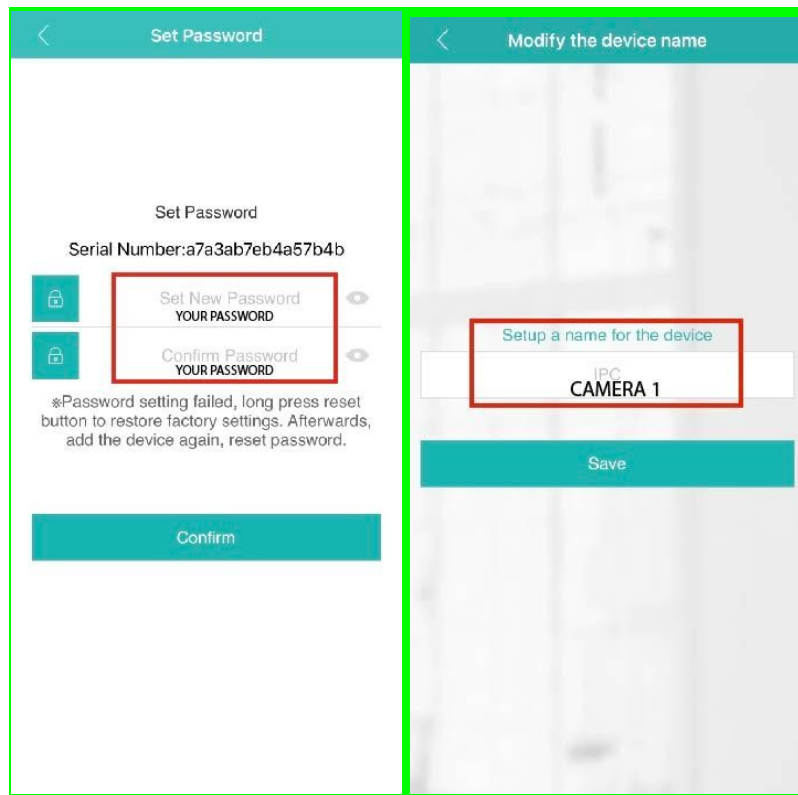 Set Password
Set Password
Serial Number:a7a3ab7eb4a57b4b
Set New Password
YOUR PASSWORD
Confirm Password
YOUR PASSWORD
※Password setting failed, long press reset
button to restore factory settings. Afterwards,
add the device again, reset password.
Confirm
Modify the device name
Setup a name for the device
IPC
CAMERA 1
Save